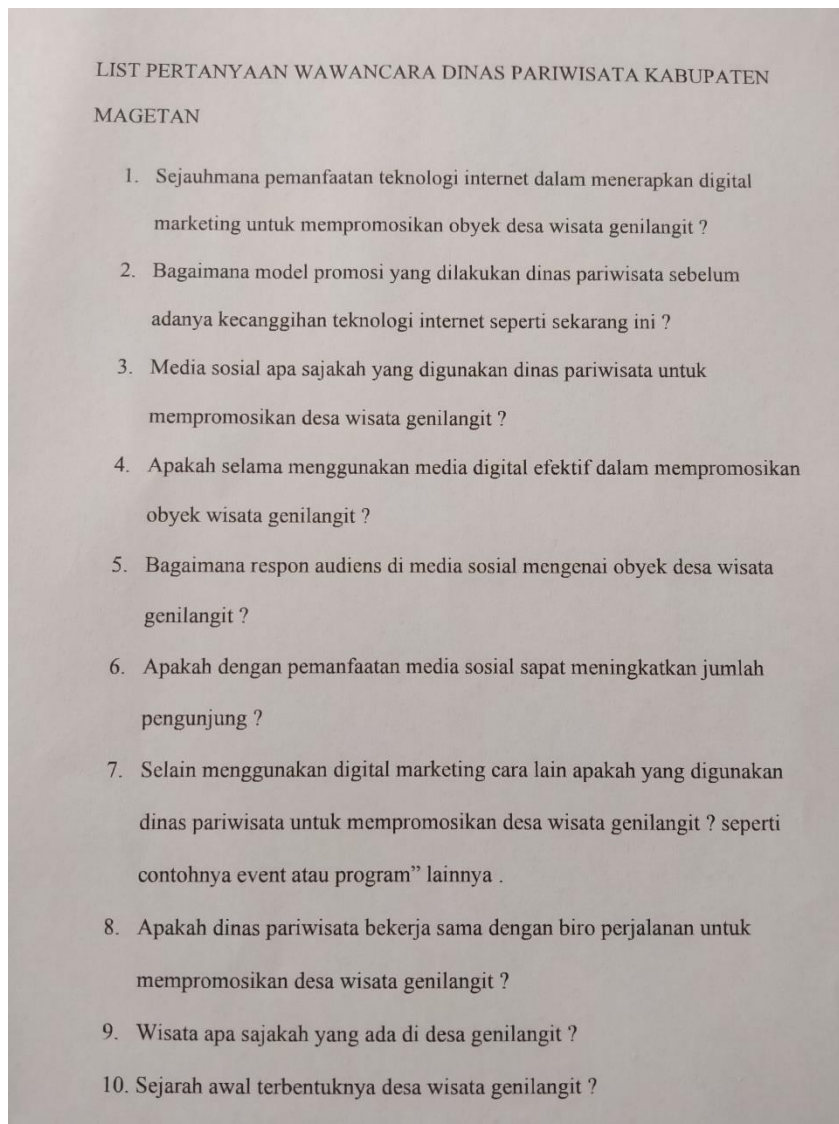 LIST PERTANYAAN WAWANCARA DINAS PARIWISATA KABUPATEN
MAGETAN
1. Sejauhmana pemanfaatan teknologi internet dalam menerapkan digital
marketing untuk mempromosikan obyek desa wisata genilangit ?
2. Bagaimana model promosi yang dilakukan dinas pariwisata sebelum
adanya kecanggihan teknologi internet seperti sekarang ini ?
3. Media sosial apa sajakah yang digunakan dinas pariwisata untuk
mempromosikan desa wisata genilangit ?
4. Apakah selama menggunakan media digital efektif dalam mempromosikan
obyek wisata genilangit ?
5. Bagaimana respon audiens di media sosial mengenai obyek desa wisata
genilangit ?
6. Apakah dengan pemanfaatan media sosial sapat meningkatkan jumlah
pengunjung ?
7. Selain menggunakan digital marketing cara lain apakah yang digunakan
dinas pariwisata untuk mempromosikan desa wisata genilangit ? seperti
contohnya event atau program” lainnya .
8. Apakah dinas pariwisata bekerja sama dengan biro perjalanan untuk
mempromosikan desa wisata genilangit ?
9. Wisata apa sajakah yang ada di desa genilangit ?
10. Sejarah awal terbentuknya desa wisata genilangit ?